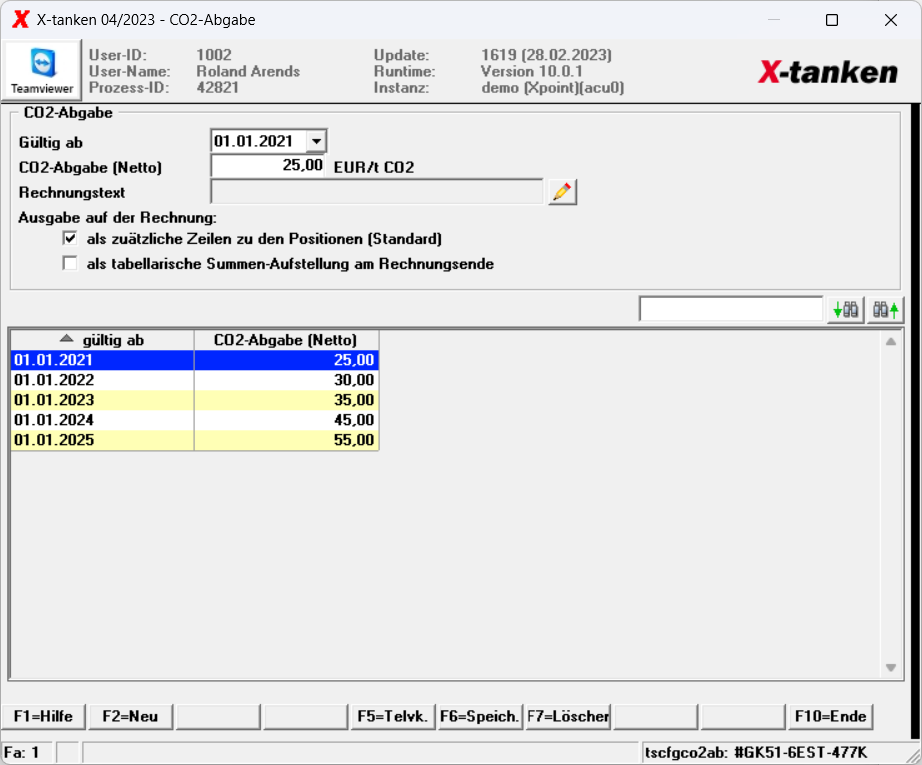 X-tanken 04/2023 - CO2-Abgabe
Teamviewer
User-ID: 1002 Update: 1619 (28.02.2023)
User-Name: Roland Arends Runtime: Version 10.0.1
Prozess-ID: 42821 Instanz: demo (Xpoint)(acu0)
X-tanken
CO2-Abgabe
Gültig ab 01.01.2021
CO2-Abgabe (Netto) 25,00 EUR/t CO2
Rechnungstext
Ausgabe auf der Rechnung:
als zuätzliche Zeilen zu den Positionen (Standard)
als tabellarische Summen-Aufstellung am Rechnungsende
gültig ab CO2-Abgabe (Netto)
01.01.2021 25,00
01.01.2022 30,00
01.01.2023 35,00
01.01.2024 45,00
01.01.2025 55,00
F1=Hilfe F2=Neu F5=Telvk. F6=Speich. F7=Löscher F10=Ende
Fa: 1 tscfgco2ab: #GK51-6EST-477K